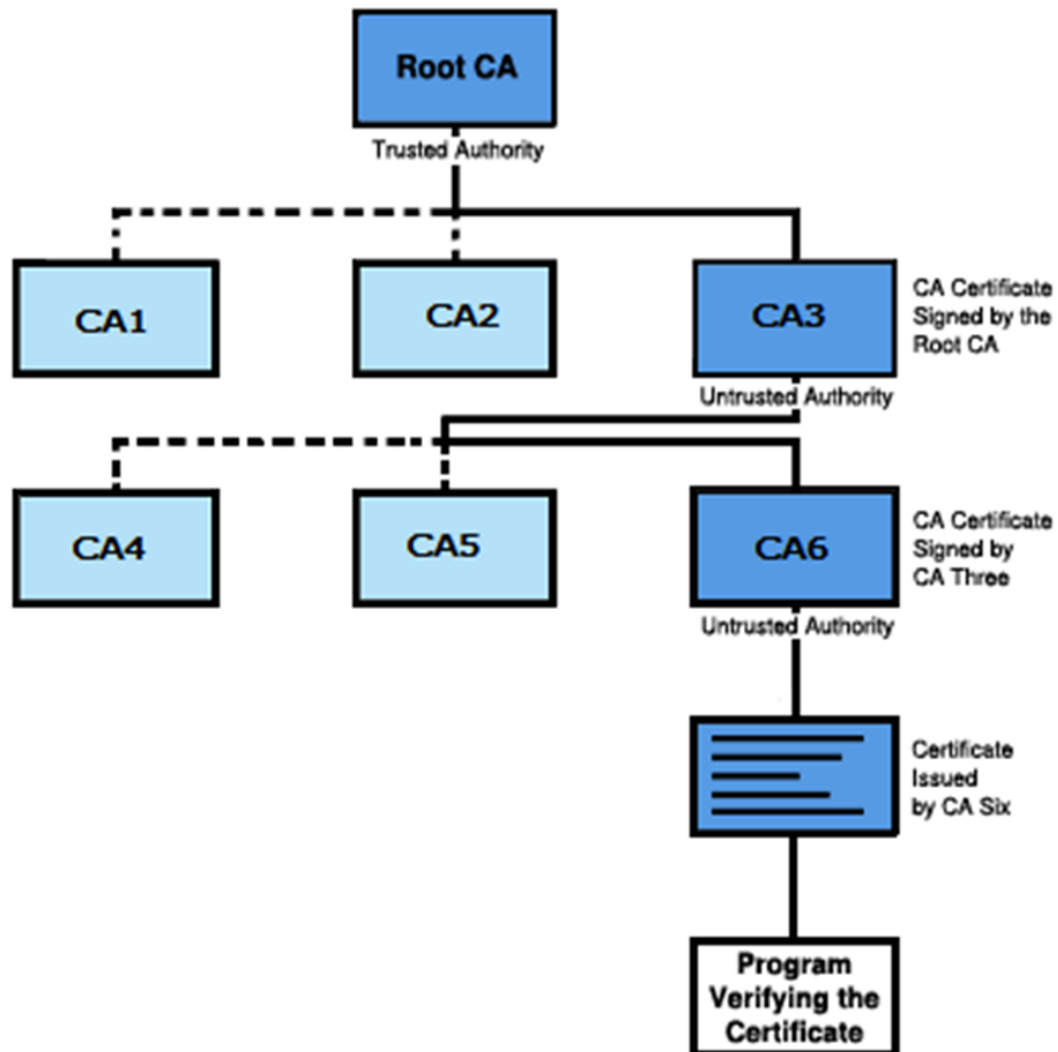 Root CA
Trusted Authority
CA1
CA2
CA3
CA Certificate
Signed by the
Root CA
Untrusted Authority
CA4
CA5
CA6
CA Certificate
Signed by
CA Three
Untrusted Authority
Certificate
Issued
by CA Six
Program
Verifying the
Certificate